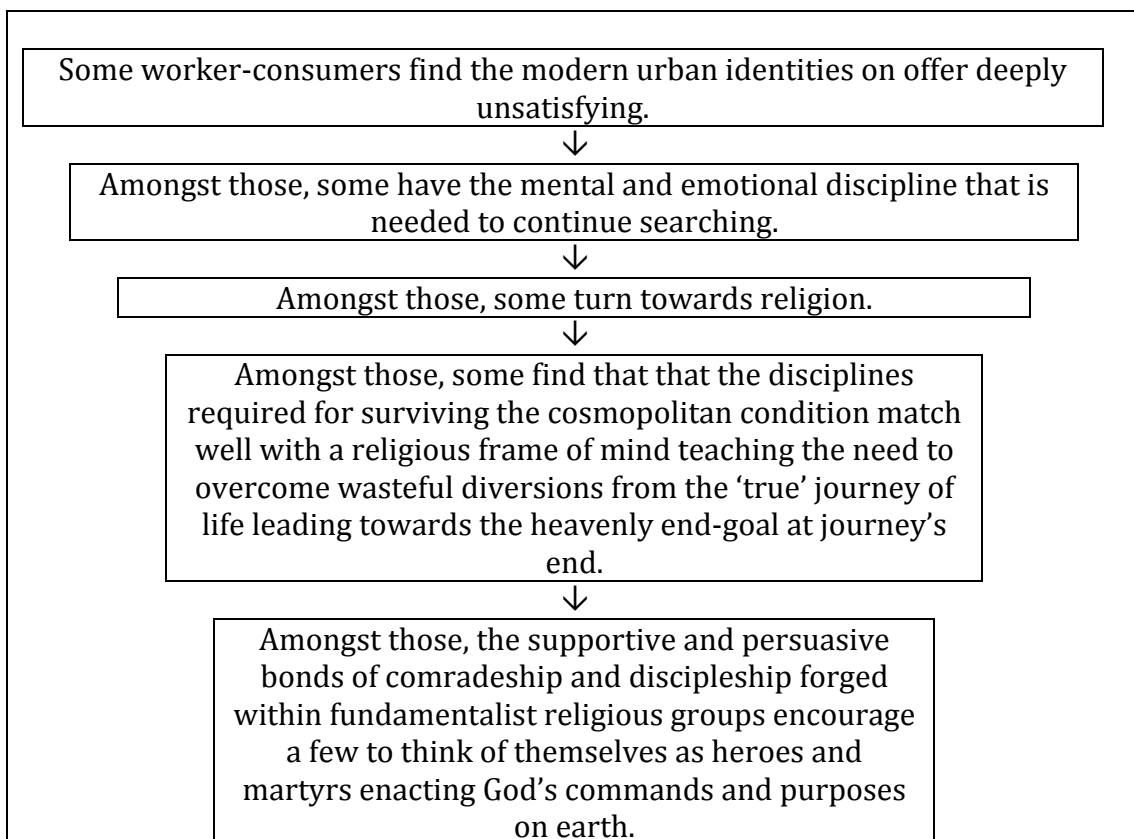 Some worker-consumers find the modern urban identities on offer deeply
unsatisfying.
↓
Amongst those, some have the mental and emotional discipline that is
needed to continue searching.
↓
Amongst those, some turn towards religion.
↓
Amongst those, some find that that the disciplines
required for surviving the cosmopolitan condition match
well with a religious frame of mind teaching the need to
overcome wasteful diversions from the ‘true’ journey of
life leading towards the heavenly end-goal at journey’s
end.
↓
Amongst those, the supportive and persuasive
bonds of comradeship and discipleship forged
within fundamentalist religious groups encourage
a few to think of themselves as heroes and
martyrs enacting God’s commands and purposes
on earth.